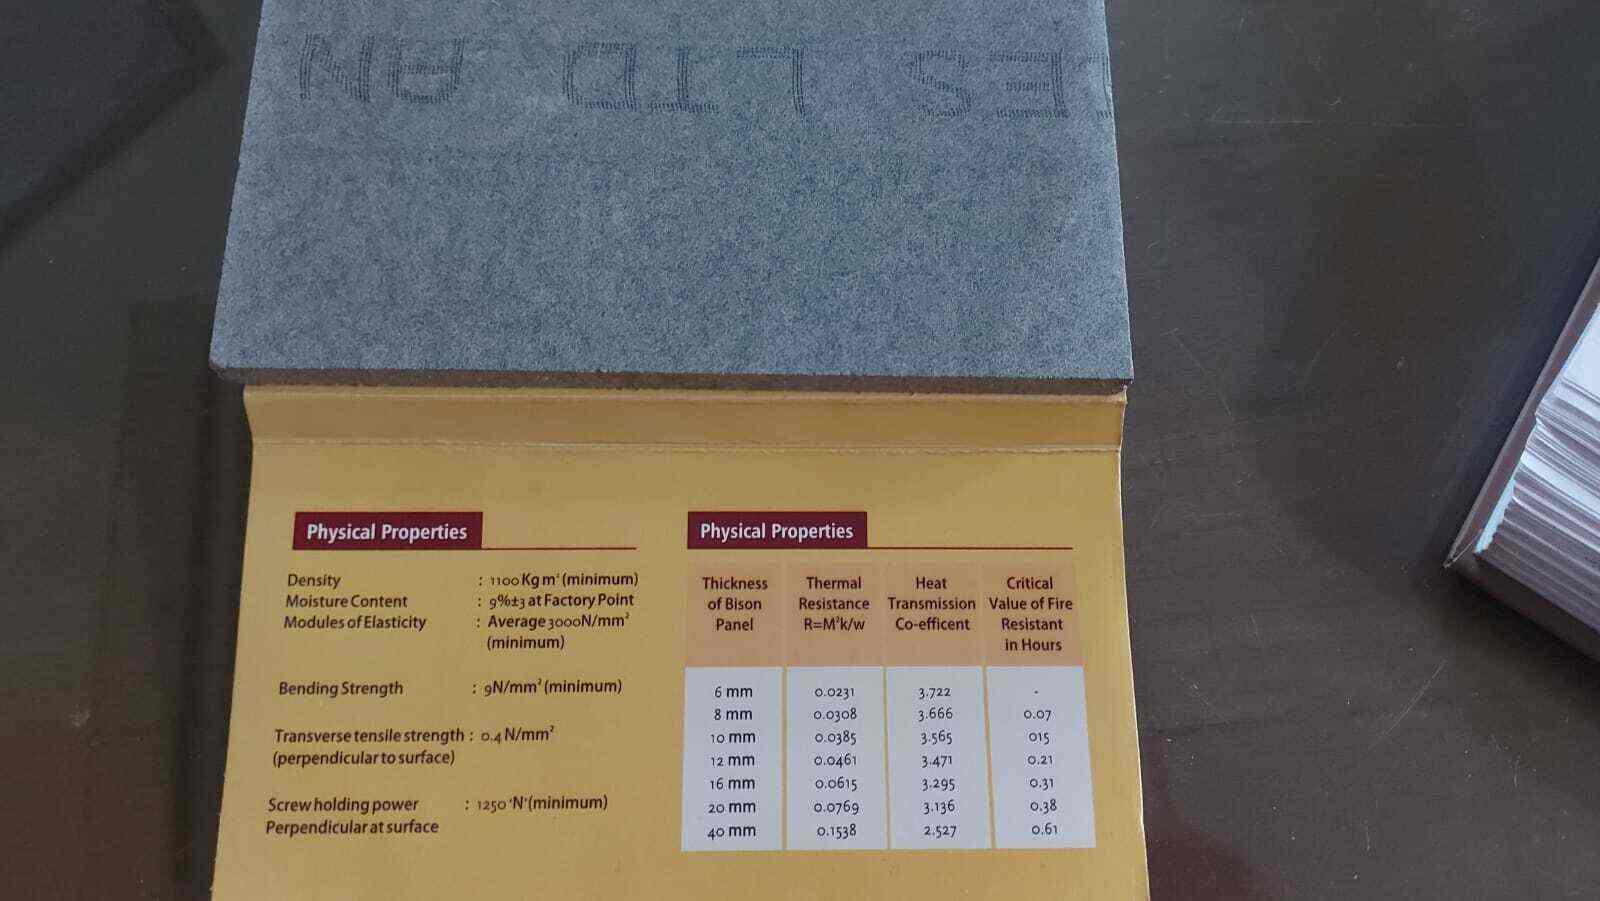 Physical Properties
Density : 1100 Kg m³ (minimum)
Moisture Content : 9%±3 at Factory Point
Modules of Elasticity : Average 3000N/mm²
(minimum)
Bending Strength : 9N/mm² (minimum)
Transverse tensile strength : 0.4 N/mm²
(perpendicular to surface)
Screw holding power : 1250 'N' (minimum)
Perpendicular at surface
Physical Properties
Thickness of Bison Panel Thermal Resistance R=M²k/w Heat Transmission Co-efficent Critical Value of Fire Resistant in Hours
6 mm 0.0231 3.722 -
8 mm 0.0308 3.666 0.07
10 mm 0.0385 3.565 015
12 mm 0.0461 3.471 0.21
16 mm 0.0615 3.295 0.31
20 mm 0.0769 3.136 0.38
40 mm 0.1538 2.527 0.61